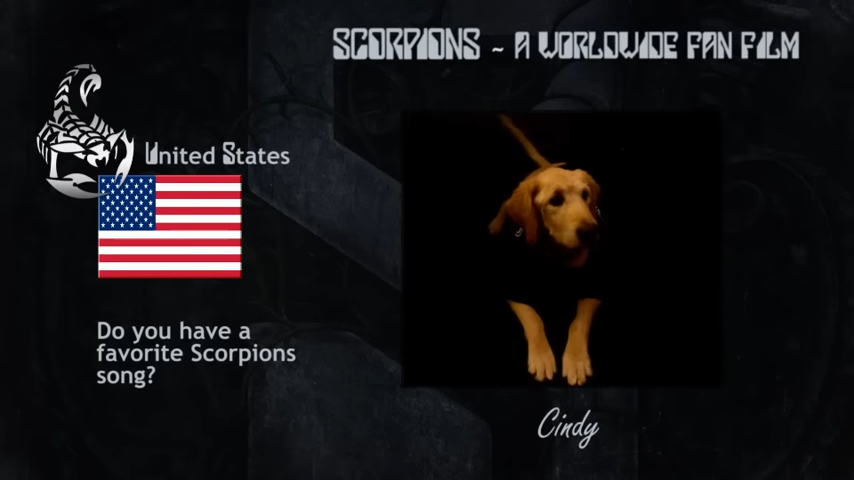 SCORPIONS ~ A WORLDWIDE FAN FILM
United States
Do you have a
favorite Scorpions
song?
Cindy